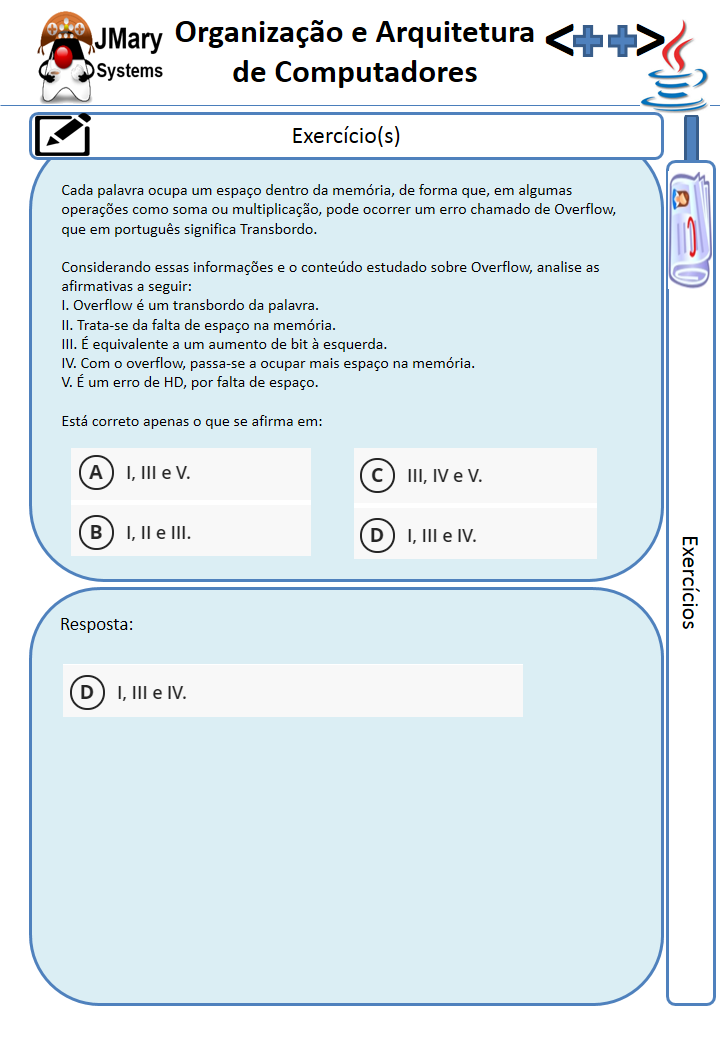 JMary
Systems
Organização e Arquitetura
de Computadores
<++>
Exercício(s)
Cada palavra ocupa um espaço dentro da memória, de forma que, em algumas
operações como soma ou multiplicação, pode ocorrer um erro chamado de Overflow,
que em português significa Transbordo.
Considerando essas informações e o conteúdo estudado sobre Overflow, analise as
afirmativas a seguir:
I. Overflow é um transbordo da palavra.
II. Trata-se da falta de espaço na memória.
III. É equivalente a um aumento de bit à esquerda.
IV. Com o overflow, passa-se a ocupar mais espaço na memória.
V. É um erro de HD, por falta de espaço.
Está correto apenas o que se afirma em:
A I, III e V.
B I, II e III.
C III, IV e V.
D I, III e IV.
Exercícios
Resposta:
D I, III e IV.